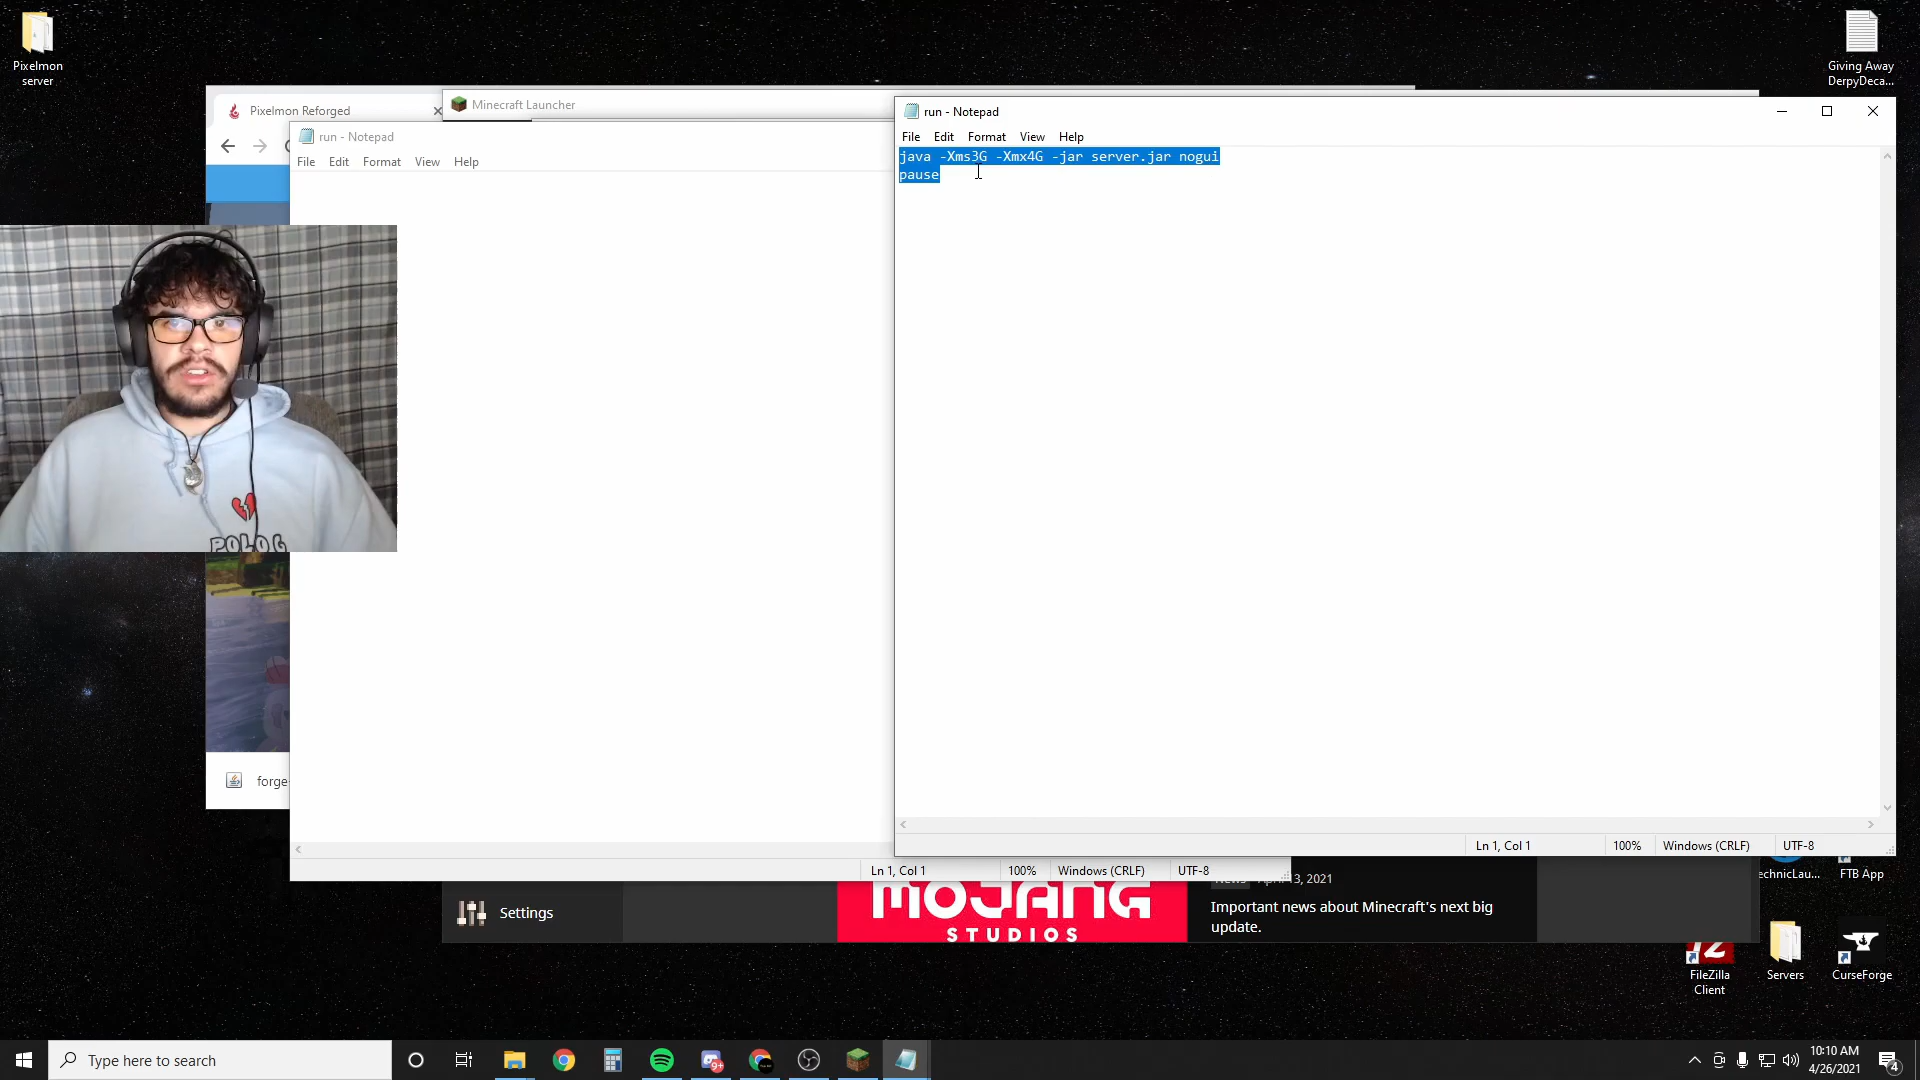 Pixelmon
server
Giving Away
DerpyDeca...
Pixelmon Reforged
Minecraft Launcher
run - Notepad
File Edit Format View Help
run - Notepad
File Edit Format View Help
java -Xms3G -Xmx4G -jar server.jar nogui
pause
POLO G
forge
Ln 1, Col 1
100%
Windows (CRLF)
UTF-8
Ln 1, Col 1
100%
Windows (CRLF)
UTF-8
Settings
MOJANG
STUDIOS
13, 2021
Important news about Minecraft's next big
update.
echnicLau...
FTB App
FileZilla
Client
Servers
CurseForge
Type here to search
9+
10:10 AM
4/26/2021
4